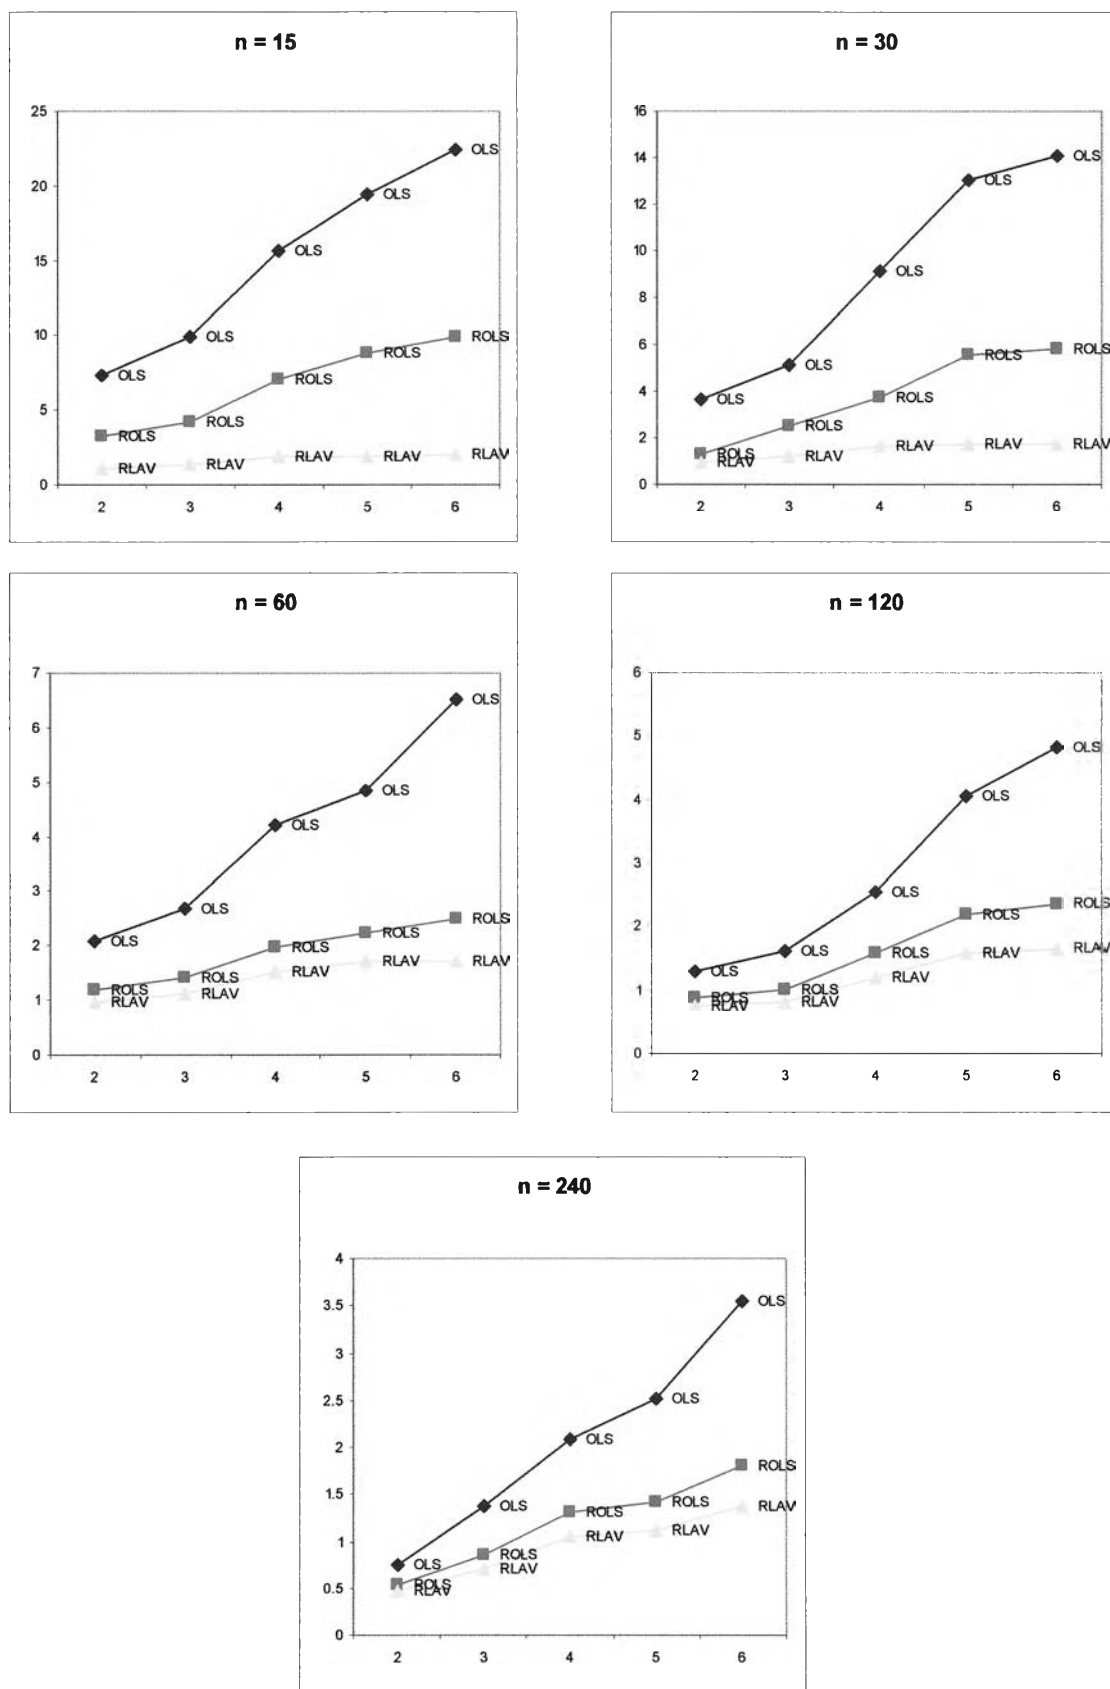 n = 15
25
20
15
10
5
0
OLS
OLS
OLS
OLS
OLS
ROLS
ROLS
ROLS
ROLS
ROLS
RLAV
RLAV
RLAV
RLAV
RLAV
2 3 4 5 6
n = 30
16
14
12
10
8
6
4
2
0
OLS
OLS
OLS
OLS
OLS
ROLS
ROLS
ROLS
ROLS
ROLS
RLAV
RLAV
RLAV
RLAV
RLAV
2 3 4 5 6
n = 60
7
6
5
4
3
2
1
0
OLS
OLS
OLS
OLS
OLS
ROLS
ROLS
ROLS
ROLS
ROLS
RLAV
RLAV
RLAV
RLAV
RLAV
2 3 4 5 6
n = 120
6
5
4
3
2
1
0
OLS
OLS
OLS
OLS
OLS
ROLS
ROLS
ROLS
ROLS
ROLS
RLAV
RLAV
RLAV
RLAV
RLAV
2 3 4 5 6
n = 240
4
3.5
3
2.5
2
1.5
1
0.5
0
OLS
OLS
OLS
OLS
OLS
ROLS
ROLS
ROLS
ROLS
ROLS
RLAV
RLAV
RLAV
RLAV
RLAV
2 3 4 5 6